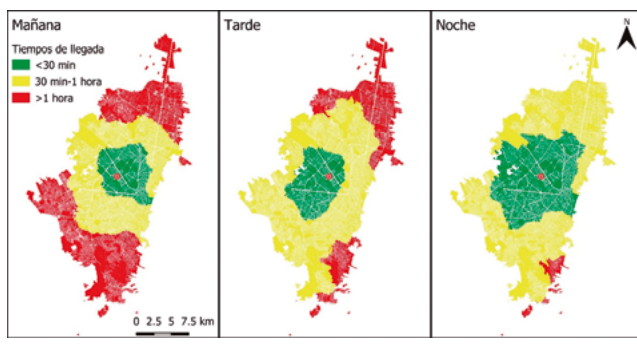 Mañana
Tiempos de llegada
<30 min
30 min-1 hora
>1 hora
0 2.5 5 7.5 km
Tarde
Noche
N